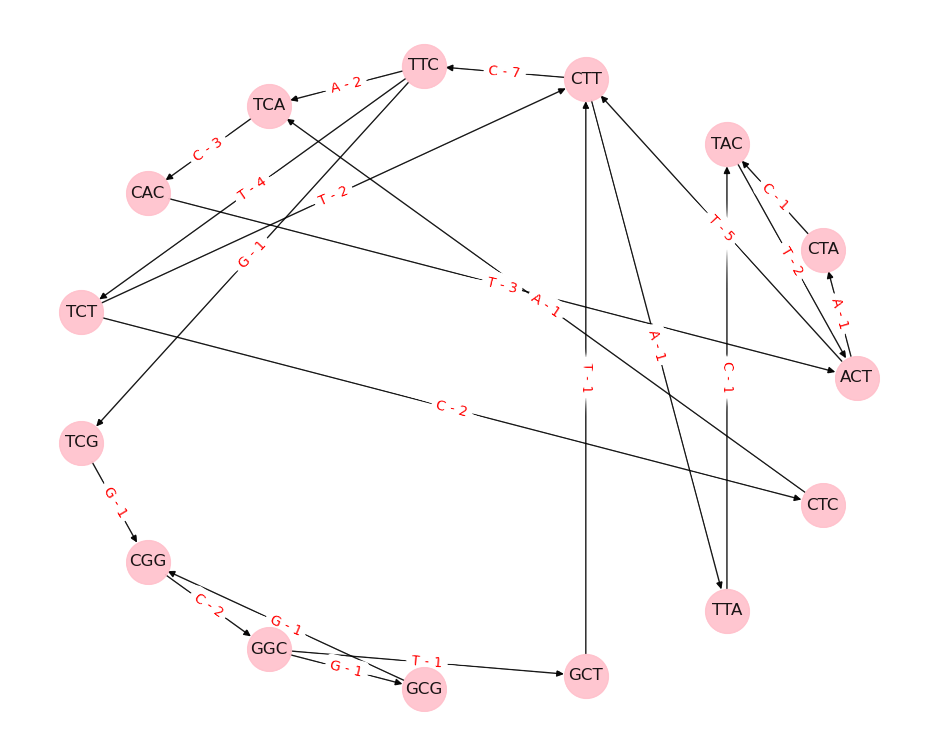 TTC
C - 7
CTT
A - 2
TCA
TAC
C - 3
T - 4
T - 2
C - 1
CAC
T - 5
G - 1
CTA
T - 2
T - 3
A - 1
A - 1
TCT
A - 1
T - 1
C - 1
ACT
C - 2
TCG
G - 1
CTC
CGG
C - 2
TTA
G - 1
GGC
T - 1
G - 1
GCT
GCG